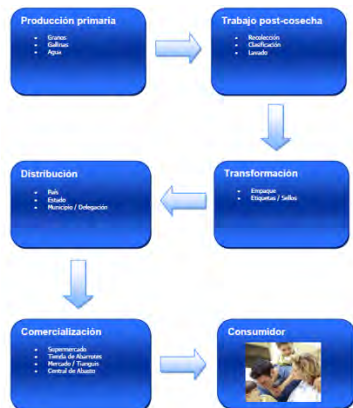 Producción primaria
Granos
Gallinas
Agua
Trabajo post-cosecha
Recolección
Clasificación
Lavado
Transformación
Empaque
Etiquetas / Sellos
Distribución
País
Estado
Municipio / Delegación
Comercialización
Supermercado
Tienda de Abarrotes
Mercado / Tianguis
Central de Abasto
Consumidor